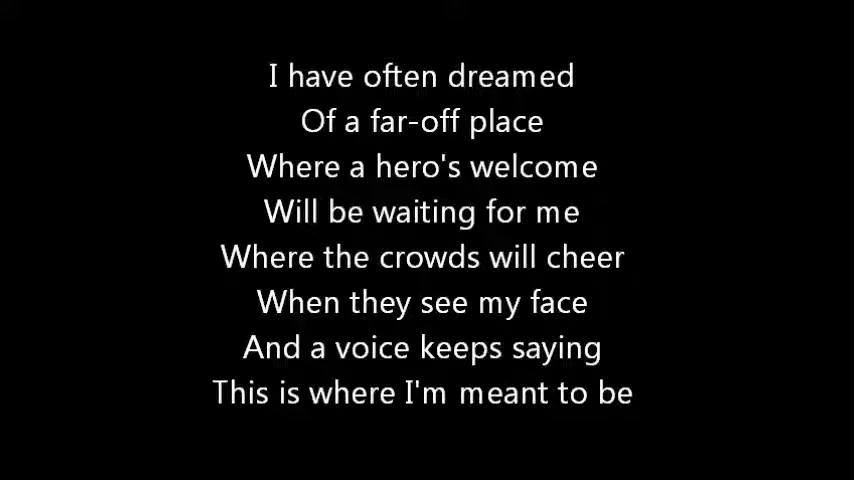 I have often dreamed
Of a far-off place
Where a hero's welcome
Will be waiting for me
Where the crowds will cheer
When they see my face
And a voice keeps saying
This is where I'm meant to be